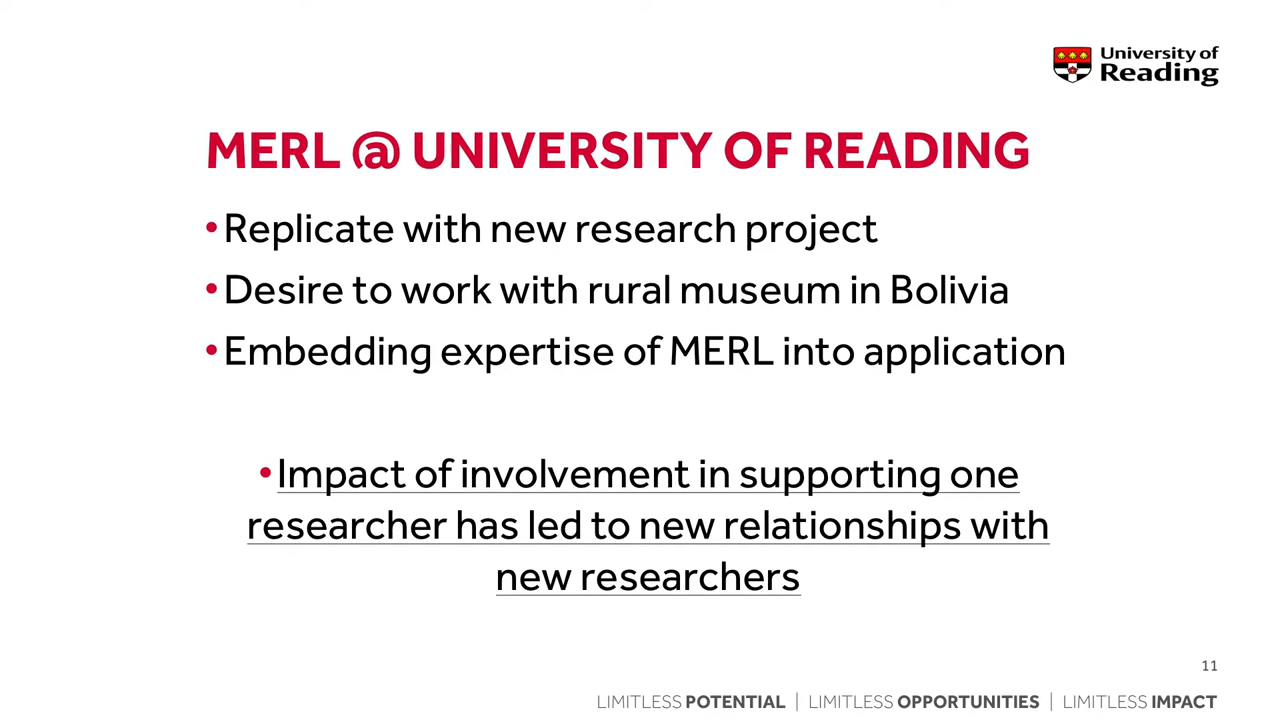 University of
Reading
MERL @ UNIVERSITY OF READING
•Replicate with new research project
•Desire to work with rural museum in Bolivia
•Embedding expertise of MERL into application
•Impact of involvement in supporting one
researcher has led to new relationships with
new researchers
11
LIMITLESS POTENTIAL | LIMITLESS OPPORTUNITIES | LIMITLESS IMPACT